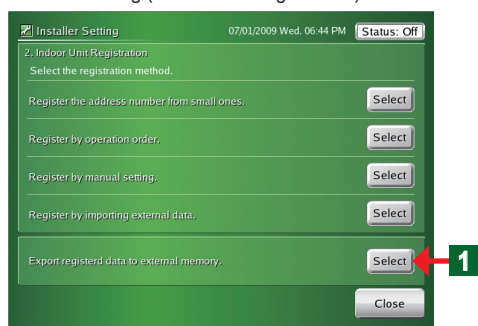 Installer Setting 07/01/2009 Wed. 06:44 PM Status: Off
2. Indoor Unit Registration
Select the registration method.
Register the address number from small ones. Select
Register by operation order. Select
Register by manual setting. Select
Register by importing external data. Select
Export registerd data to external memory. Select 1
Close